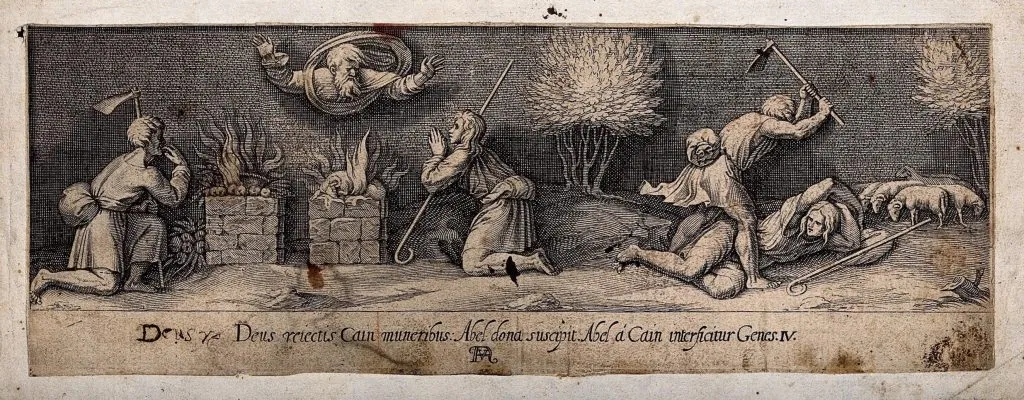 Deus Deus reiectis Cain muneribus. Abel dona suscipit. Abel á Cain interficitur Genes. IV.